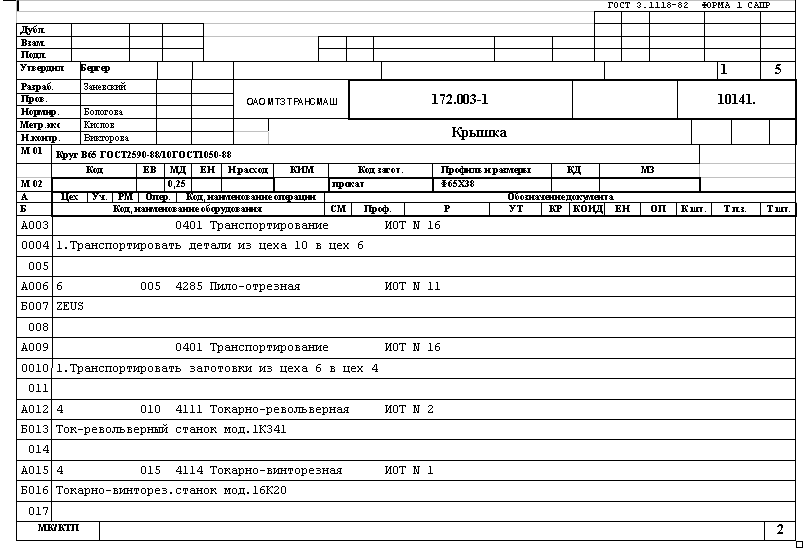 ГОСТ 3.1118-82 ФОРМА 1 САПР
Дубл.
Взам.
Подл.
Утвердил Бергер 1 5
Разраб. Заневский
Пров. ОАО МТЗ ТРАНСМАШ 172.003-1 10141.
Нормир. Бологова
Метр.экс Кислов Крышка
Н.контр. Викторова
М 01 Круг В65 ГОСТ2590-88/10ГОСТ1050-88
Код ЕВ МД ЕН Н.расход КИМ Код загот. Профиль и размеры КД МЗ
М 02 0,25 прокат Ф65Х38
А Цех Уч. РМ Опер. Код, наименование операции Обозначение документа
Б Код, наименование оборудования СМ Проф. Р УТ КР КОИД ЕН ОП К шт. Т п.з. Т шт.
А003 0401 Транспортирование ИОТ N 16
0004 1.Транспортировать детали из цеха 10 в цех 6
005
А006 6 005 4285 Пило-отрезная ИОТ N 11
Б007 ZEUS
008
А009 0401 Транспортирование ИОТ N 16
0010 1.Транспортировать заготовки из цеха 6 в цех 4
011
А012 4 010 4111 Токарно-револьверная ИОТ N 2
Б013 Ток-револьверный станок мод.1К341
014
А015 4 015 4114 Токарно-винторезная ИОТ N 1
Б016 Токарно-винторез.станок мод.16К20
017
МК/КТП 2